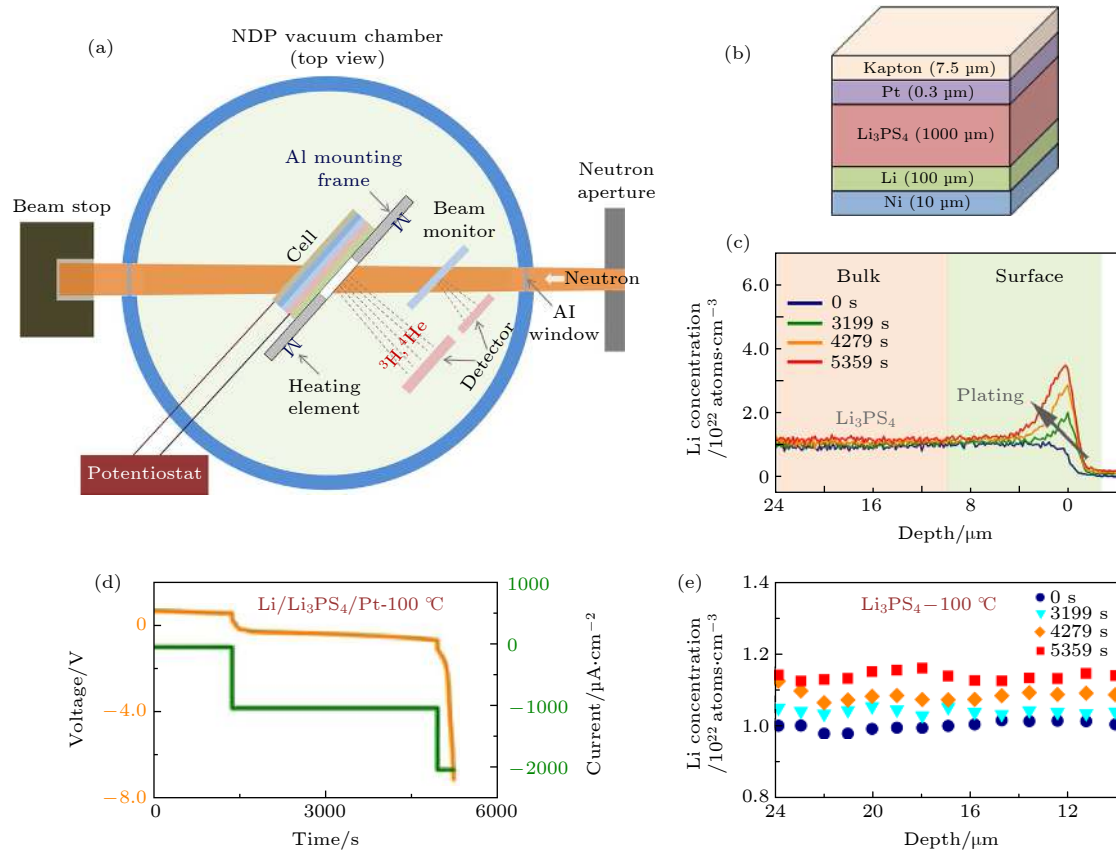 (a)
NDP vacuum chamber
(top view)
Al mounting
frame
Neutron
aperture
Beam stop
Beam
monitor
Cell
M
Neutron
AI
window
³H, ⁴He
Detector
M
Heating
element
Potentiostat
(b)
Kapton (7.5 µm)
Pt (0.3 µm)
Li₃PS₄ (1000 µm)
Li (100 µm)
Ni (10 µm)
(c)
Bulk
Surface
0 s
3199 s
4279 s
5359 s
Plating
Li₃PS₄
Li concentration
/10²² atoms·cm⁻³
6.0
4.0
2.0
0
24
16
8
0
Depth/µm
(d)
Li/Li₃PS₄/Pt-100 ℃
Voltage/V
0
−4.0
−8.0
1000
0
−1000
−2000
Current/µA·cm⁻²
0
3000
6000
Time/s
(e)
Li₃PS₄−100 ℃
0 s
3199 s
4279 s
5359 s
Li concentration
/10²² atoms·cm⁻³
1.4
1.2
1.0
0.8
24
20
16
12
Depth/µm